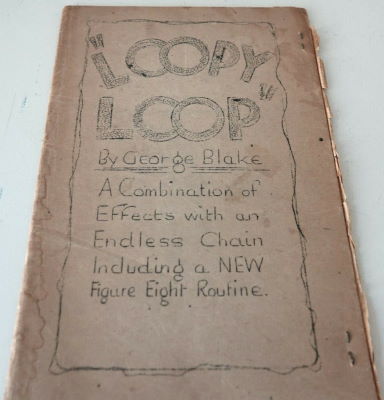 "LOOPY
LOOP"
By George Blake
A Combination of
Effects with an
Endless Chain
Including a NEW
Figure Eight Routine.